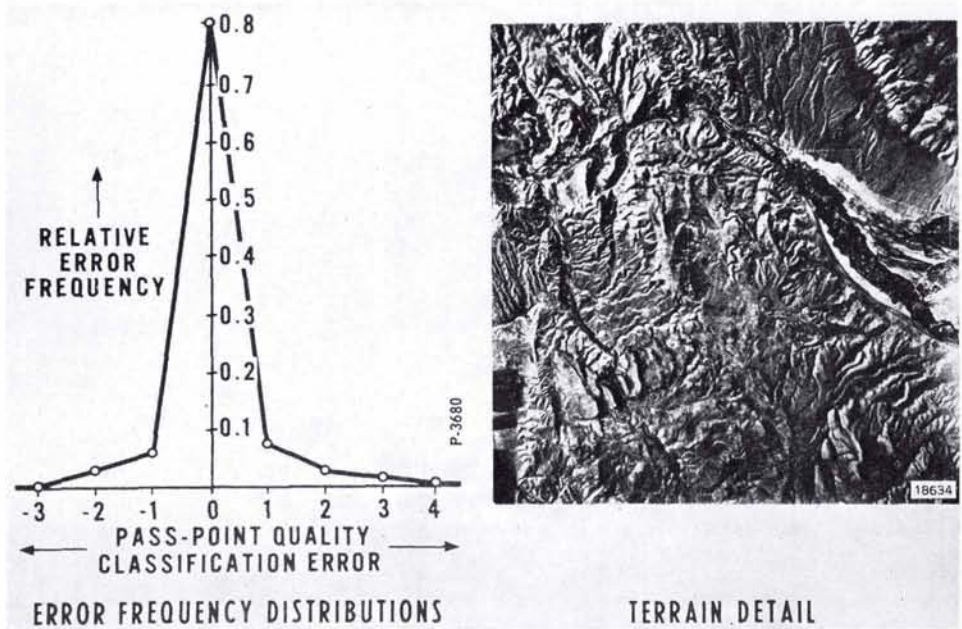 0.8
0.7
0.6
0.5
0.4
0.3
0.2
0.1
RELATIVE
ERROR
FREQUENCY
P-3680
-3 -2 -1 0 1 2 3 4
PASS-POINT QUALITY
CLASSIFICATION ERROR
ERROR FREQUENCY DISTRIBUTIONS
18634
TERRAIN DETAIL